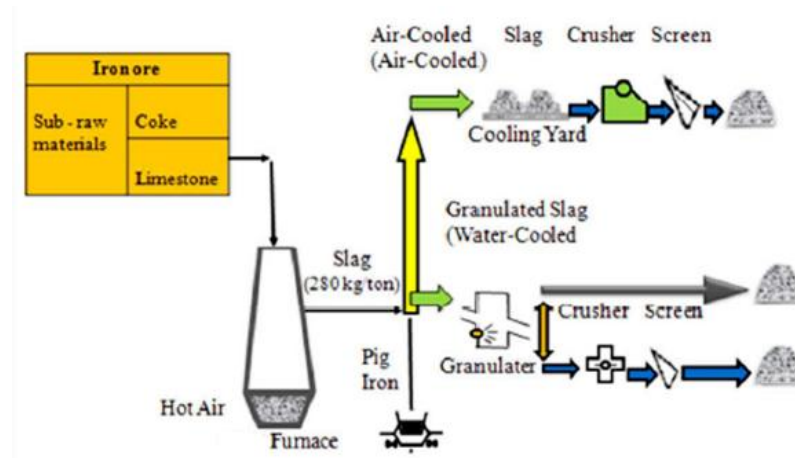 Iron ore
Sub - raw
materials
Coke
Limestone
Air-Cooled
(Air-Cooled)
Slag
Crusher
Screen
Cooling Yard
Granulated Slag
(Water-Cooled
Slag
(280 kg/ton)
Crusher
Screen
Granulater
Pig
Iron
Hot Air
Furnace